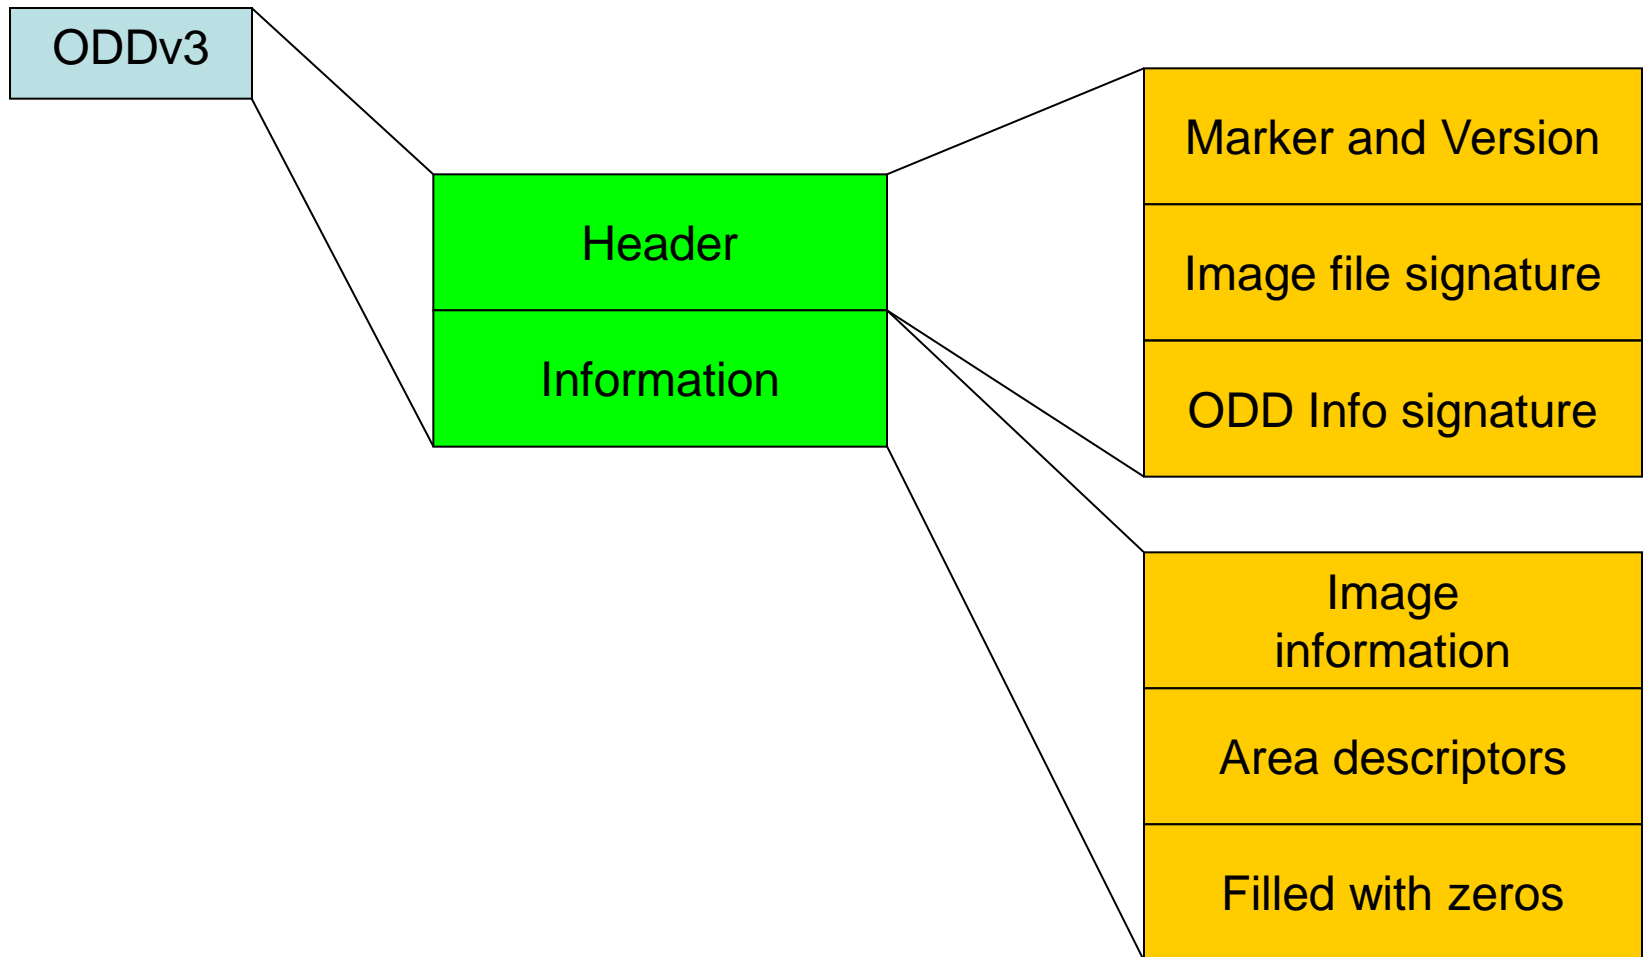 ODDv3
Header
Information
Marker and Version
Image file signature
ODD Info signature
Image
information
Area descriptors
Filled with zeros